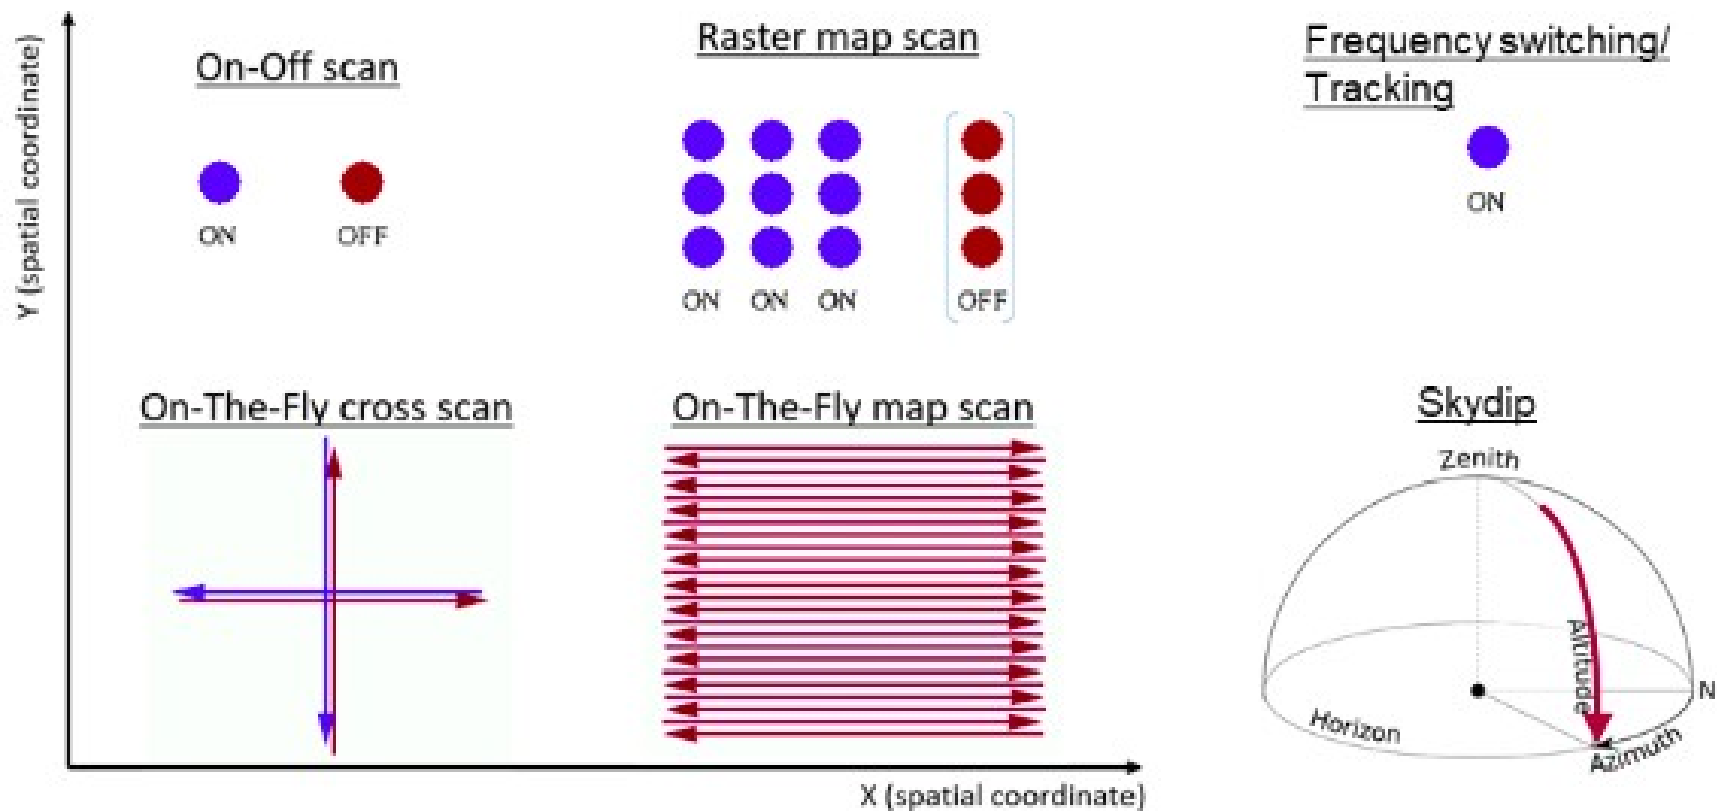 Y (spatial coordinate)
On-Off scan
ON OFF
Raster map scan
ON ON ON OFF
Frequency switching/
Tracking
ON
On-The-Fly cross scan
On-The-Fly map scan
Skydip
Zenith
Altitude
N
Horizon
Azimuth
X (spatial coordinate)